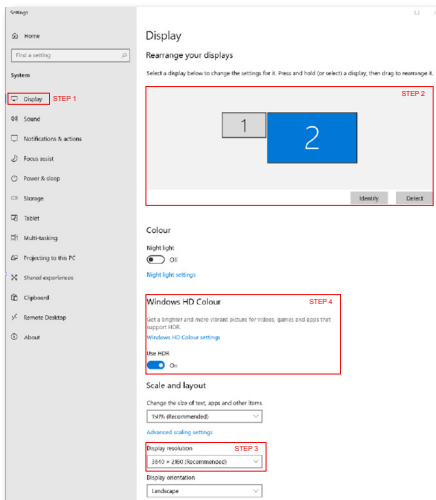 Settings
Home
Find a setting
System
Display STEP 1
Sound
Notifications & actions
Focus assist
Power & sleep
Storage
Tablet
Multi-tasking
Projecting to this PC
Shared experiences
Clipboard
Remote Desktop
About
Display
Rearrange your displays
Select a display below to change the settings for it. Press and hold (or select) a display, then drag to rearrange it.
STEP 2
1
2
Identify Detect
Colour
Night light
Off
Night light settings
Windows HD Colour STEP 4
Get a brighter and more vibrant picture for videos, games and apps that
support HDR.
Windows HD Colour settings
Use HDR
On
Scale and layout
Change the size of text, apps and other items
150% (Recommended)
Advanced scaling settings
Display resolution STEP 3
3840 × 2160 (Recommended)
Display orientation
Landscape